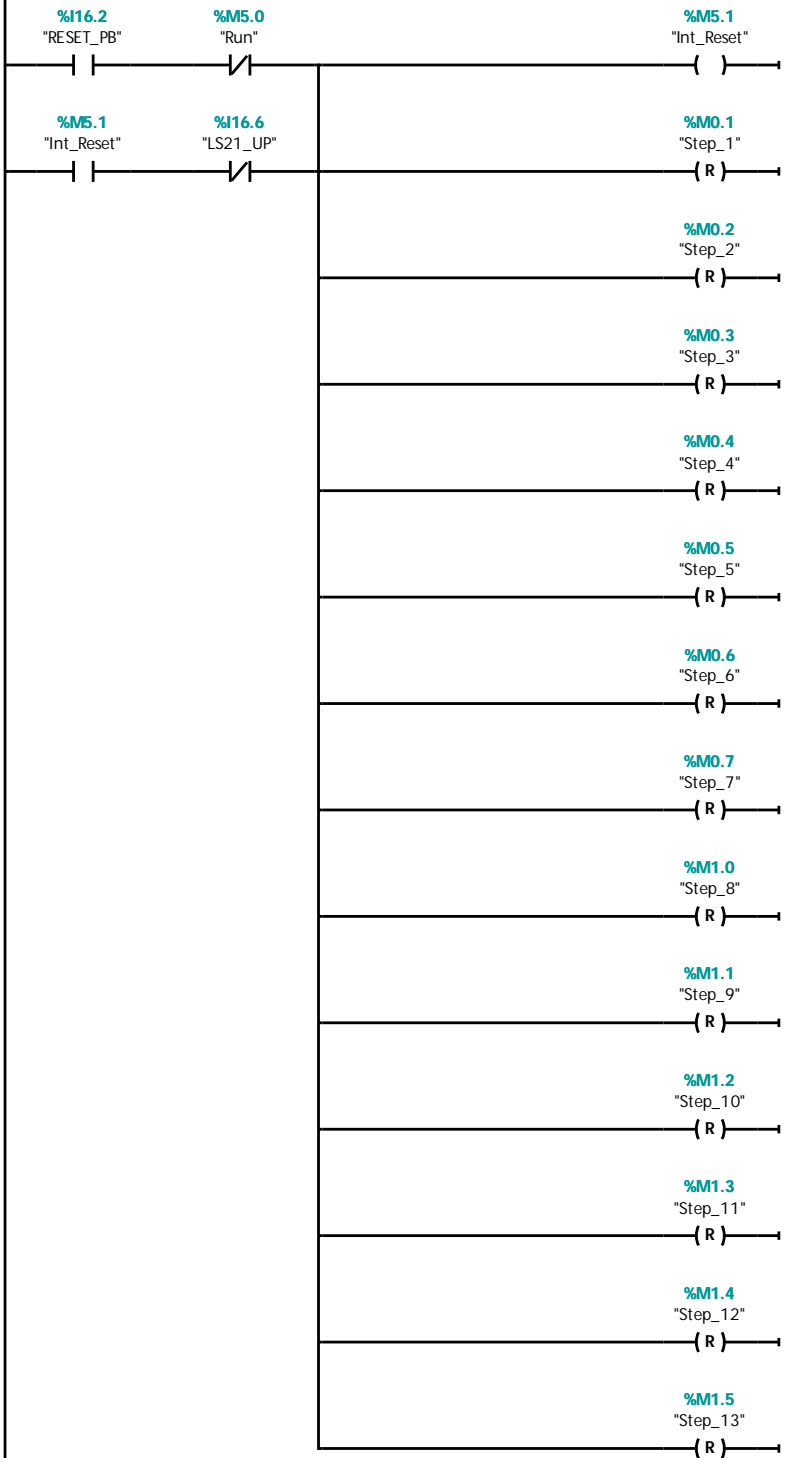 %I16.2 %M5.0 %M5.1
"RESET_PB" "Run" "Int_Reset"
%M5.1 %I16.6 %M0.1
"Int_Reset" "LS21_UP" "Step_1"
R
%M0.2
"Step_2"
R
%M0.3
"Step_3"
R
%M0.4
"Step_4"
R
%M0.5
"Step_5"
R
%M0.6
"Step_6"
R
%M0.7
"Step_7"
R
%M1.0
"Step_8"
R
%M1.1
"Step_9"
R
%M1.2
"Step_10"
R
%M1.3
"Step_11"
R
%M1.4
"Step_12"
R
%M1.5
"Step_13"
R